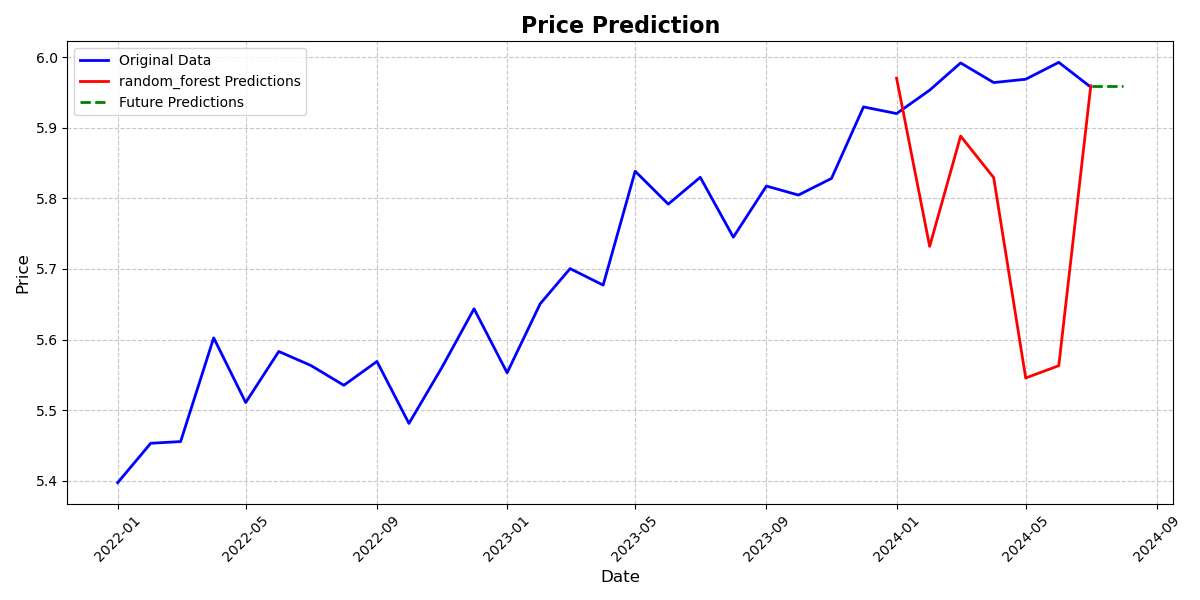 Price Prediction
Original Data
random_forest Predictions
Future Predictions
Price
6.0
5.9
5.8
5.7
5.6
5.5
5.4
2022-01
2022-05
2022-09
2023-01
2023-05
2023-09
2024-01
2024-05
2024-09
Date